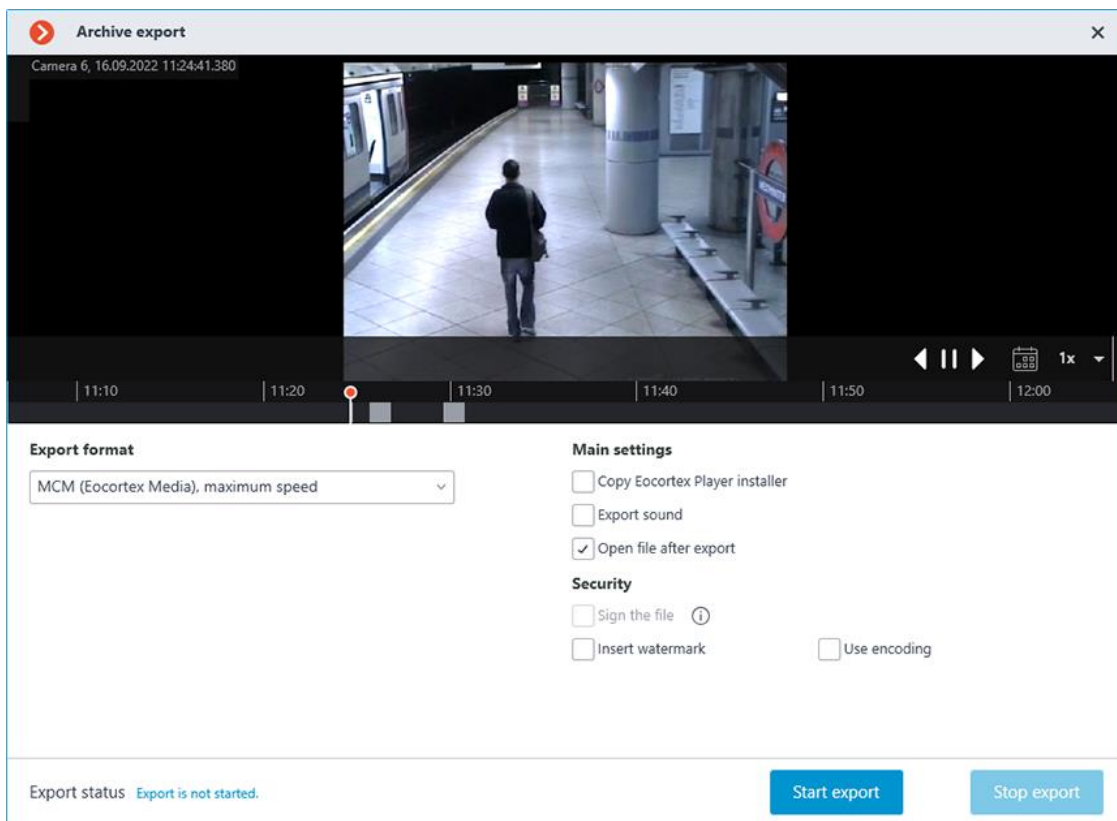 Archive export
Camera 6, 16.09.2022 11:24:41.380
1x
11:10 11:20 11:30 11:40 11:50 12:00
Export format
MCM (Eocortex Media), maximum speed
Main settings
Copy Eocortex Player installer
Export sound
Open file after export
Security
Sign the file
Insert watermark Use encoding
Export status Export is not started.
Start export Stop export